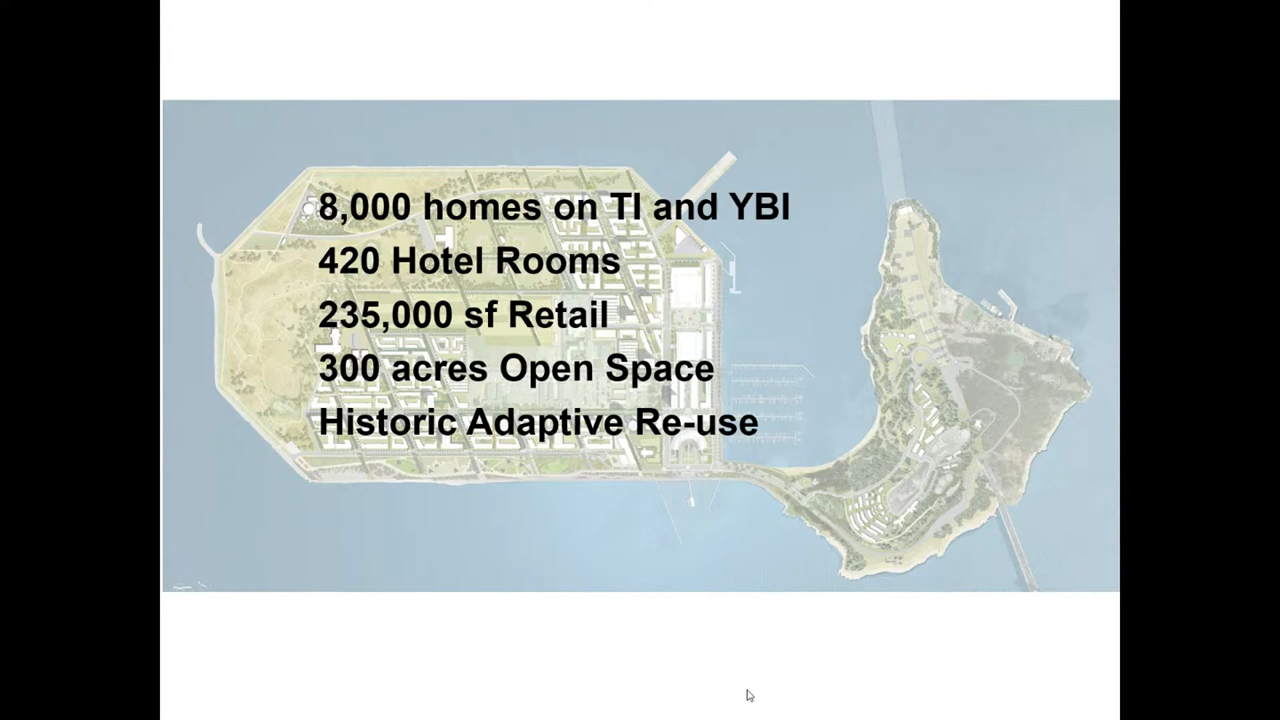 8,000 homes on TI and YBI
420 Hotel Rooms
235,000 sf Retail
300 acres Open Space
Historic Adaptive Re-use